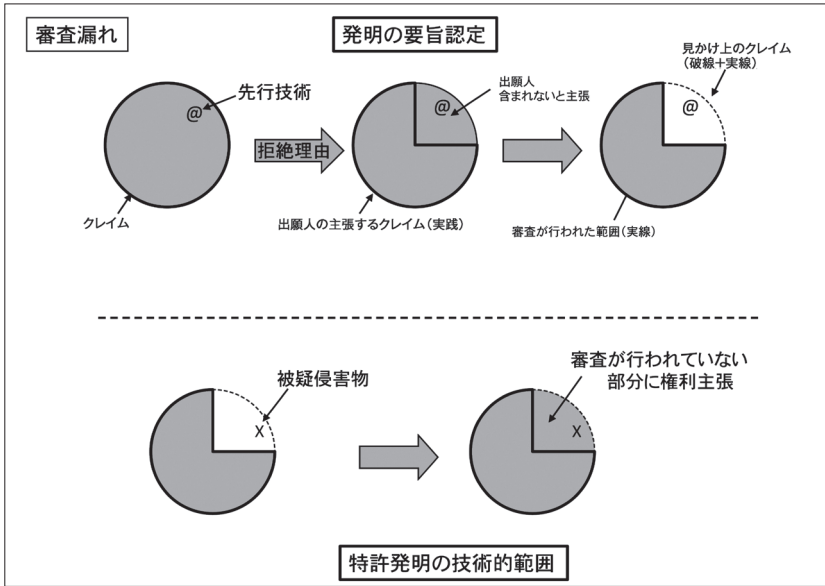 審査漏れ
発明の要旨認定
先行技術
@
拒絶理由
クレイム
出願人
含まれないと主張
@
出願人の主張するクレイム(実践)
見かけ上のクレイム
(破線+実線)
@
審査が行われた範囲(実線)
被疑侵害物
X
審査が行われていない
部分に権利主張
X
特許発明の技術的範囲